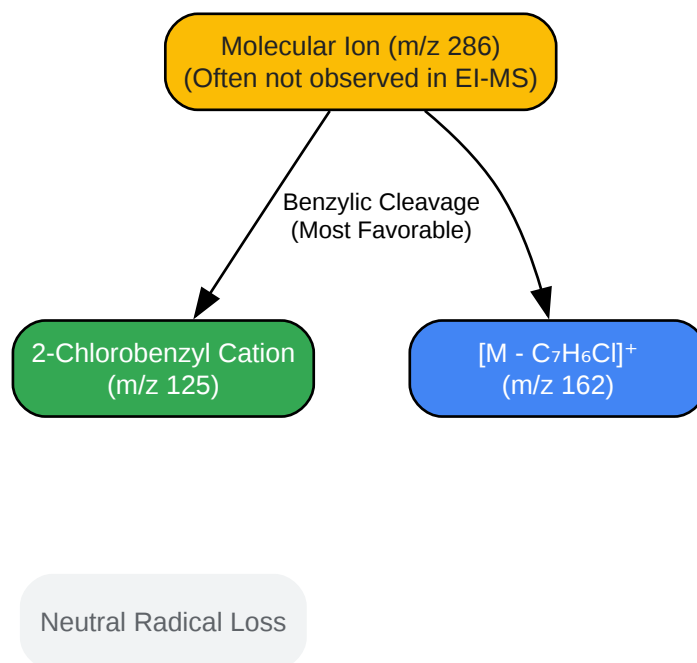 Molecular Ion (m/z 286)
(Often not observed in EI-MS)
Benzylic Cleavage
(Most Favorable)
2-Chlorobenzyl Cation
(m/z 125)
[M - C₇H₆Cl]⁺
(m/z 162)
Neutral Radical Loss